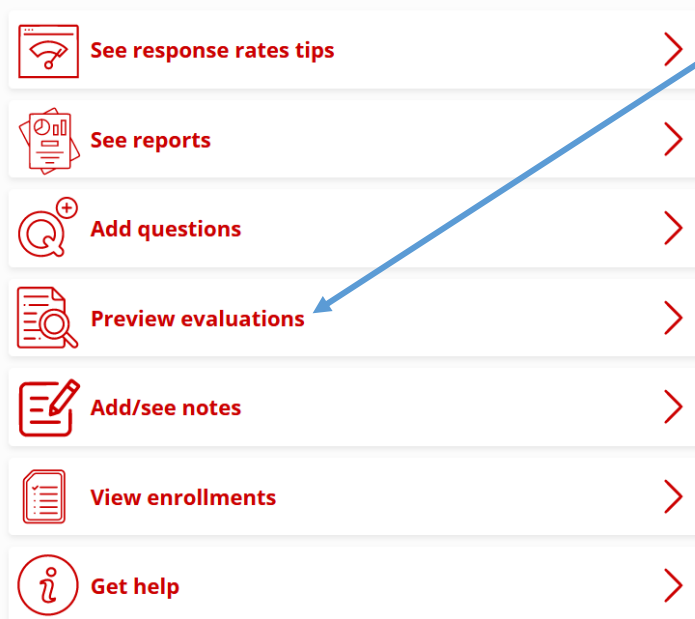 See response rates tips
See reports
Add questions
Preview evaluations
Add/see notes
View enrollments
Get help